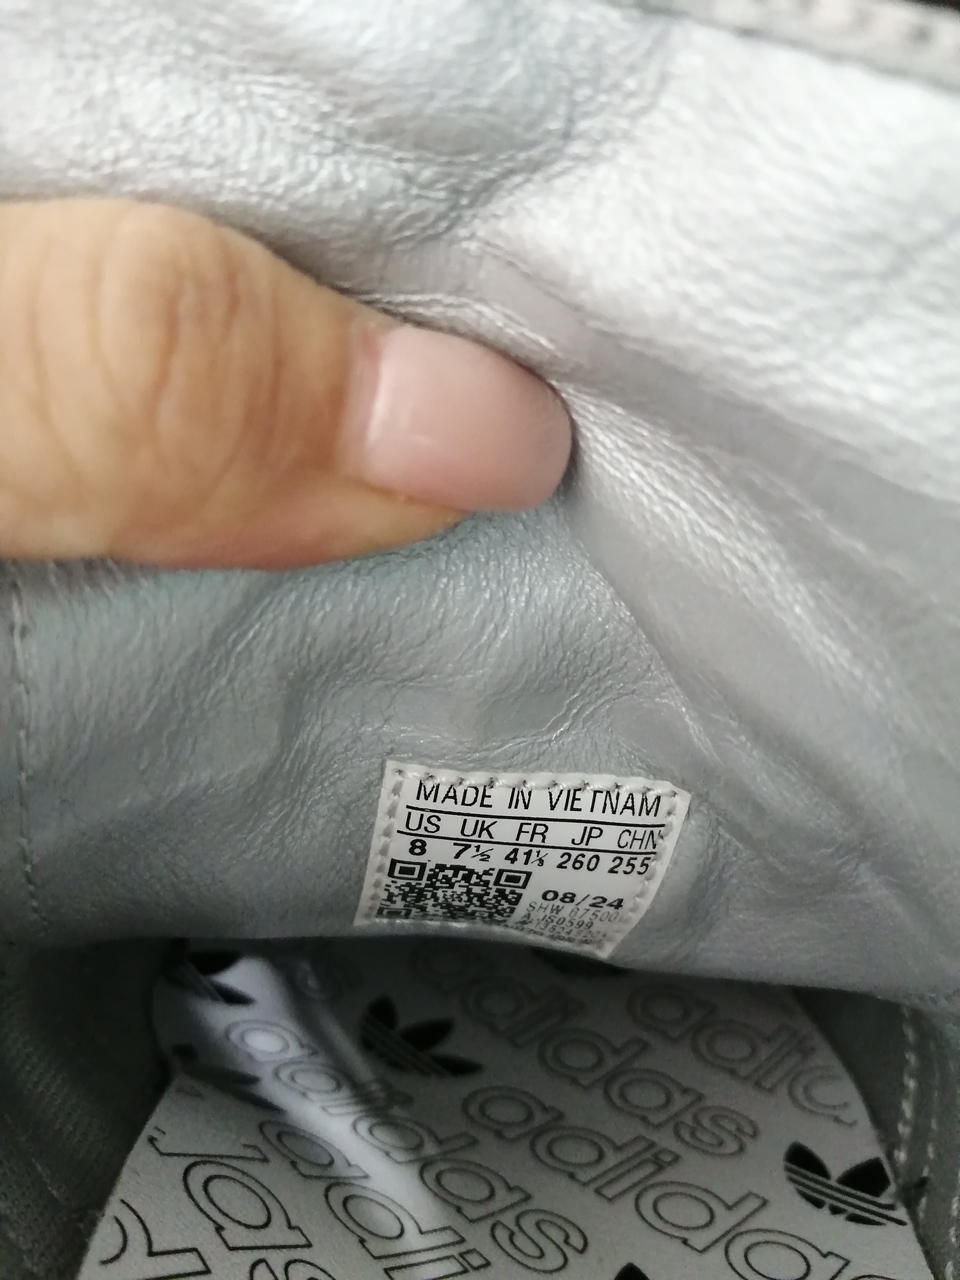 MADE IN VIETNAM
US UK FR JP CHN
8 7½ 41⅓ 260 255
08/24
SHW
adidas
adidas
adidas